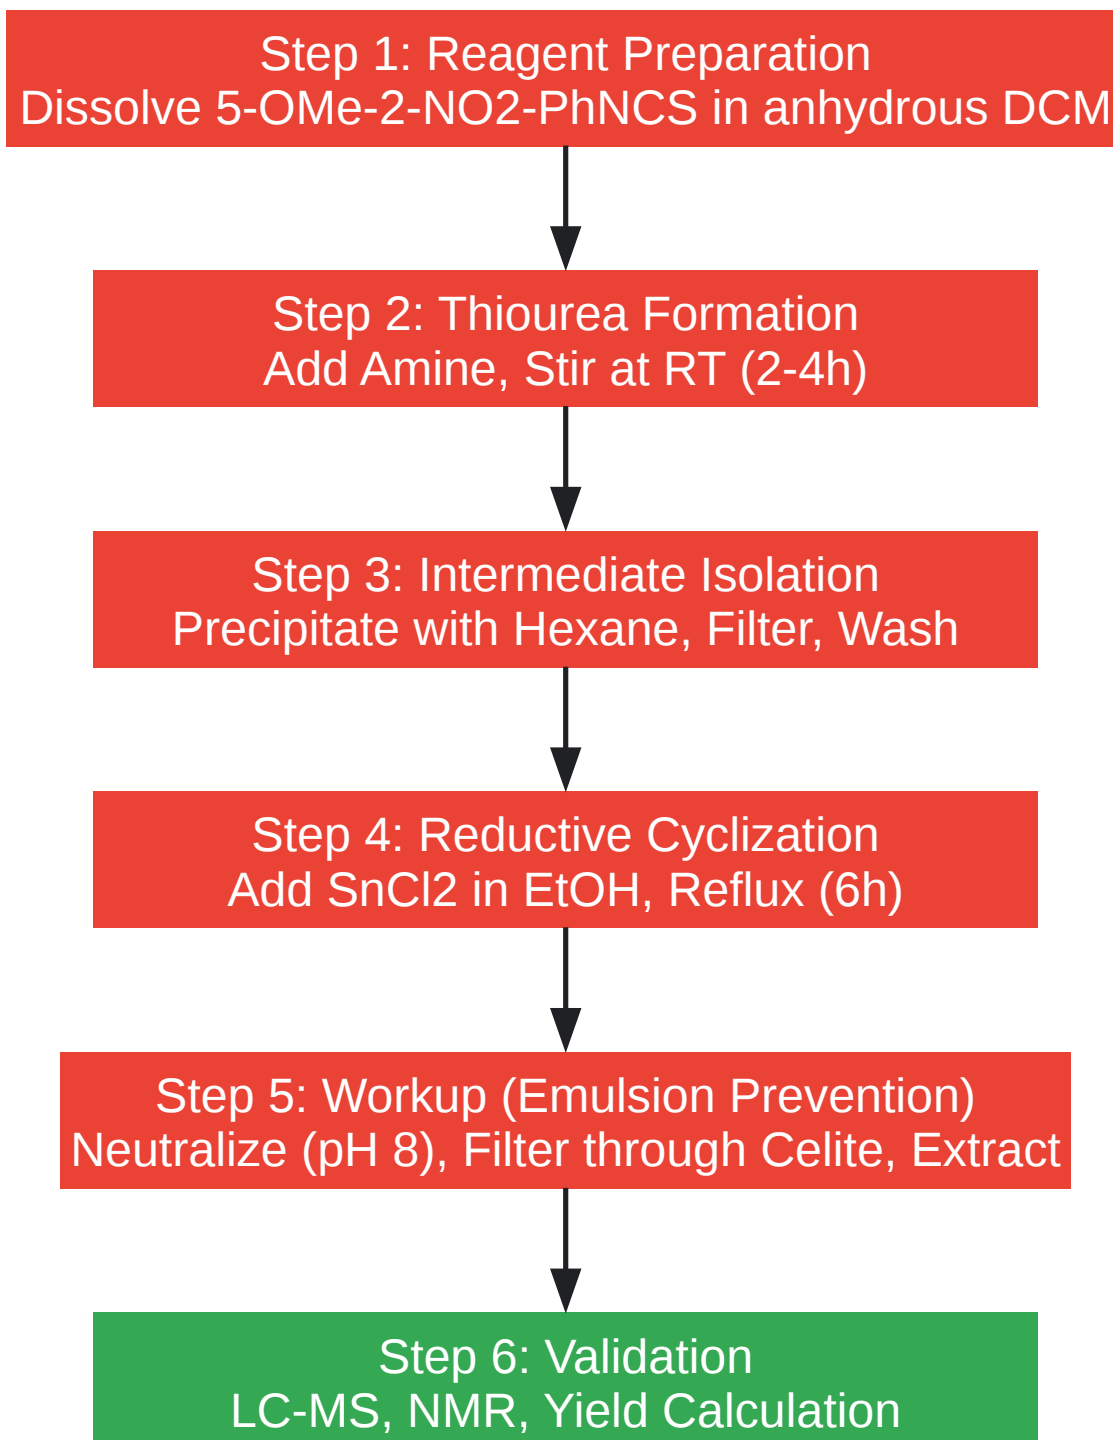 Step 1: Reagent Preparation
Dissolve 5-OMe-2-NO2-PhNCS in anhydrous DCM
Step 2: Thiourea Formation
Add Amine, Stir at RT (2-4h)
Step 3: Intermediate Isolation
Precipitate with Hexane, Filter, Wash
Step 4: Reductive Cyclization
Add SnCl2 in EtOH, Reflux (6h)
Step 5: Workup (Emulsion Prevention)
Neutralize (pH 8), Filter through Celite, Extract
Step 6: Validation
LC-MS, NMR, Yield Calculation